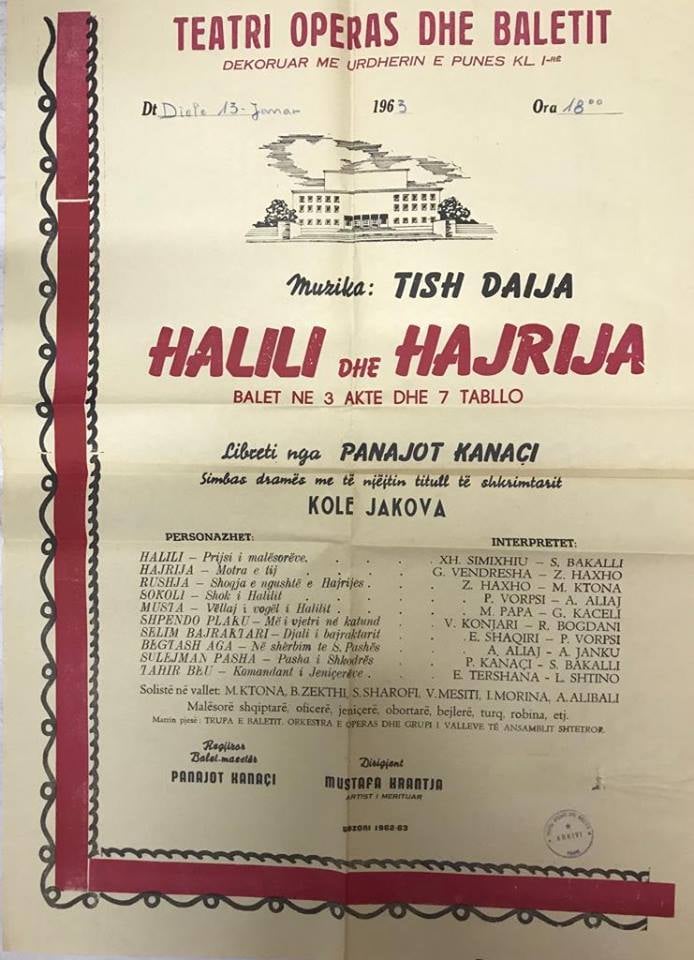 TEATRI OPERAS DHE BALETIT
DEKORUAR ME URDHERIN E PUNES KL. I-RË
Dt Diele 13-Janar 1963 Ora 18⁰⁰
Muzika: TISH DAIJA
HALILI DHE HAJRIJA
BALET NE 3 AKTE DHE 7 TABLLO
Libreti nga PANAJOT KANAÇI
Simbas dramës me të njëjtin titull të shkrimtarit
KOLE JAKOVA
PERSONAZHET: INTERPRETET:
HALILI – Prijsi i malësorëve. . . . . . XH. SIMIXHIU – S. BAKALLI
HAJRIJA – Motra e tij . . . . . . G. VENDRESHA – Z. HAXHO
RUSHJA – Shoqja e ngushtë e Hajrijes . . . . Z. HAXHO – M. KTONA
SOKOLI – Shok i Halilit . . . . . P. VORPSI – A. ALIAJ
MUSTA – Vëllaj i vogël i Halilit . . . . M. PAPA – G. KACELI
SHPENDO PLAKU – Më i vjetri në katund . . V. KONJARI – R. BOGDANI
SELIM BAJRAKTARI – Djali i bajraktarit . . E. SHAQIRI – P. VORPSI
BEGTASH AGA – Në shërbim te S. Pashës . . A. ALIAJ – A. JANKU
SULEJMAN PASHA – Pasha i Shkodrës . . P. KANAÇI – S. BAKALLI
TAHIR BEU – Komandant i Jeniçerëve . . . E. TERSHANA – L. SHTINO
Solistë në vallet: M. KTONA, B. ZEKTHI, S. SHAROFI, V. MESITI, I. MORINA, A. ALIBALI
Malësorë shqiptarë, oficerë, jeniçerë, obortarë, bejlerë, turq, robina, etj.
Marrin pjesë: TRUPA E BALETIT, ORKESTRA E OPERAS DHE GRUPI I VALLEVE TË ANSAMBLIT SHTETROR
Regjizor
Balet-maestër
PANAJOT KANAÇI
Dirigjent
MUSTAFA KRANTJA
ARTIST I MERITUAR
SEZONI 1962-63
ARKIVI